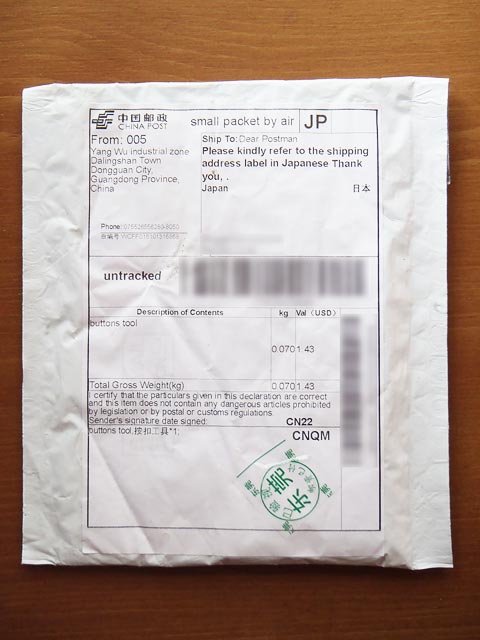 中国邮政
CHINA POST
small packet by air
JP
From: 005
Yang Wu industrial zone
Dalingshan Town
Dongguan City,
Guangdong Province,
China
Ship To: Dear Postman
Please kindly refer to the shipping
address label in Japanese Thank
you, .
Japan 日本
Phone:
untracked
Description of Contents kg Val（USD）
buttons tool
0.070 1.43
Total Gross Weight(kg) 0.070 1.43
I certify that the particulars given in this declaration are correct
and this item does not contain any dangerous articles prohibited
by legislation or by postal or customs regulations.
Sender's signature date signed: CN22
CNQM
buttons tool,按扣工具*1;